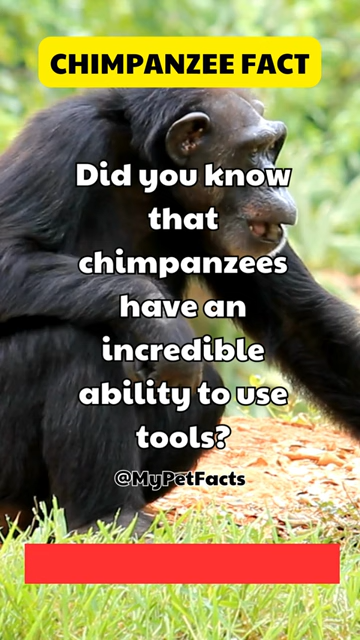 CHIMPANZEE FACT
Did you know
that
chimpanzees
have an
incredible
ability to use
tools?
@MyPetFacts